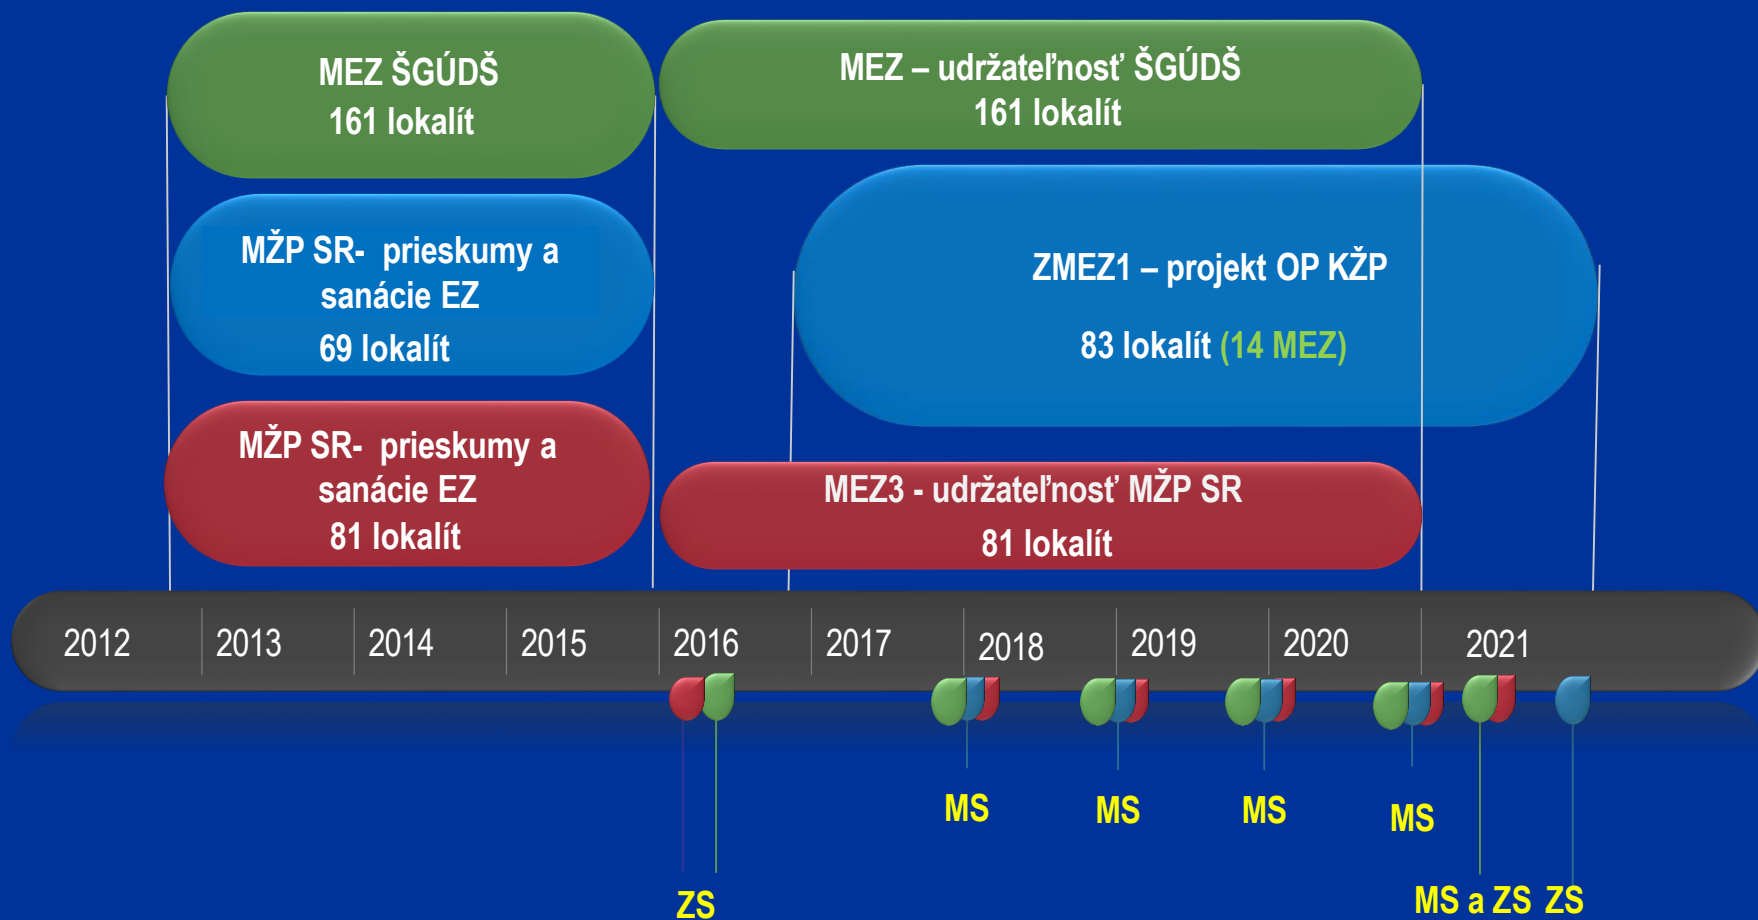 MEZ ŠGÚDŠ
161 lokalít
MEZ – udržateľnosť ŠGÚDŠ
161 lokalít
MŽP SR- prieskumy a
sanácie EZ
69 lokalít
ZMEZ1 – projekt OP KŽP
83 lokalít (14 MEZ)
MŽP SR- prieskumy a
sanácie EZ
81 lokalít
MEZ3 - udržateľnosť MŽP SR
81 lokalít
2012 2013 2014 2015 2016 2017 2018 2019 2020 2021
MS MS MS MS
ZS MS a ZS ZS